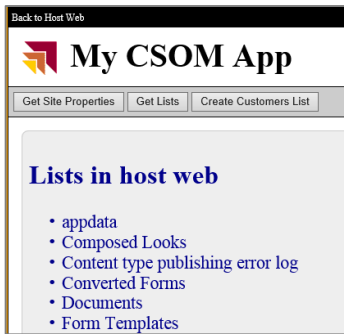 Back to Host Web
My CSOM App
Get Site Properties Get Lists Create Customers List
Lists in host web
• appdata
• Composed Looks
• Content type publishing error log
• Converted Forms
• Documents
• Form Templates